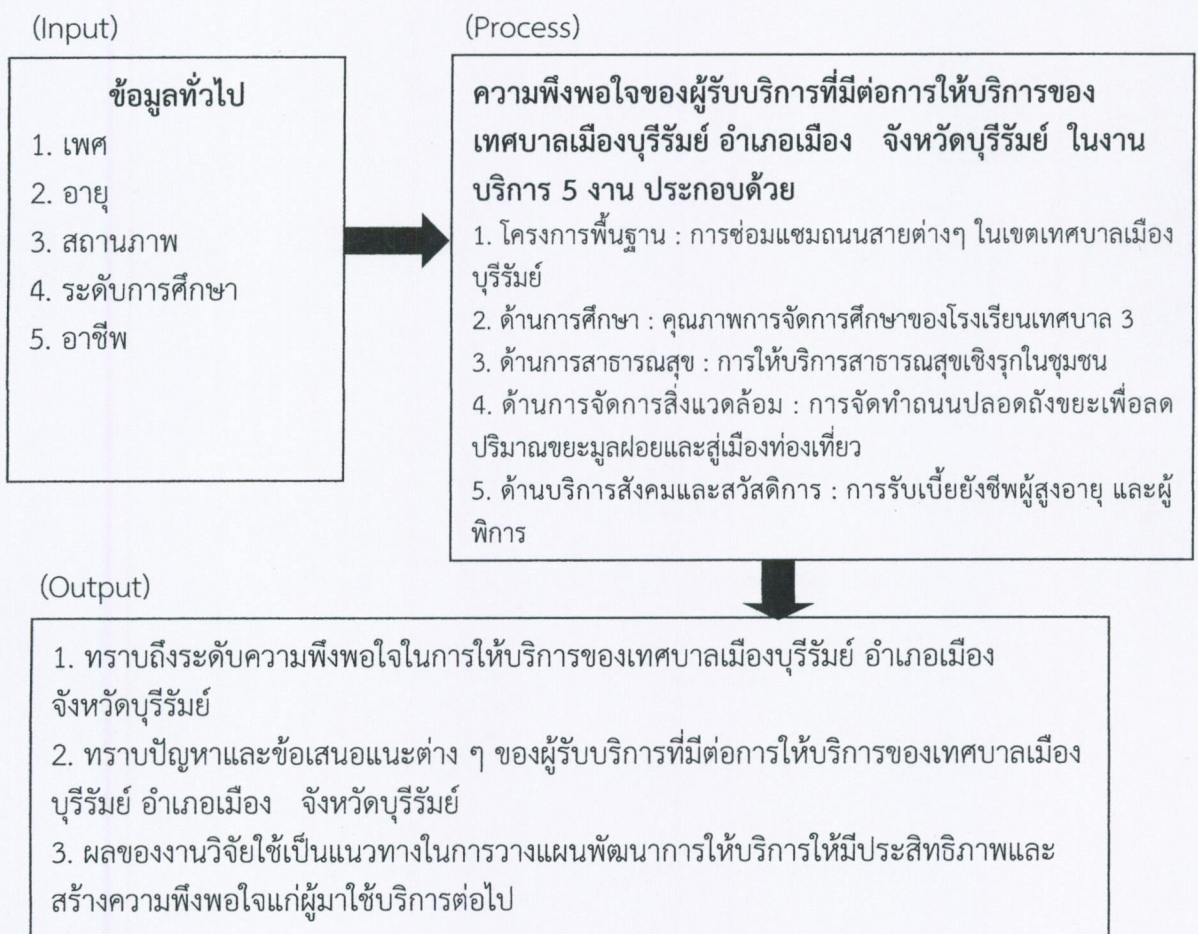 (Input)
ข้อมูลทั่วไป
1. เพศ
2. อายุ
3. สถานภาพ
4. ระดับการศึกษา
5. อาชีพ
(Process)
ความพึงพอใจของผู้รับบริการที่มีต่อการให้บริการของ
เทศบาลเมืองบุรีรัมย์ อำเภอเมือง จังหวัดบุรีรัมย์ ในงาน
บริการ 5 งาน ประกอบด้วย
1. โครงการพื้นฐาน : การซ่อมแซมถนนสายต่างๆ ในเขตเทศบาลเมือง
บุรีรัมย์
2. ด้านการศึกษา : คุณภาพการจัดการศึกษาของโรงเรียนเทศบาล 3
3. ด้านการสาธารณสุข : การให้บริการสาธารณสุขเชิงรุกในชุมชน
4. ด้านการจัดการสิ่งแวดล้อม : การจัดทำถนนปลอดถังขยะเพื่อลด
ปริมาณขยะมูลฝอยและสู่เมืองท่องเที่ยว
5. ด้านบริการสังคมและสวัสดิการ : การรับเบี้ยยังชีพผู้สูงอายุ และผู้
พิการ
(Output)
1. ทราบถึงระดับความพึงพอใจในการให้บริการของเทศบาลเมืองบุรีรัมย์ อำเภอเมือง
จังหวัดบุรีรัมย์
2. ทราบปัญหาและข้อเสนอแนะต่าง ๆ ของผู้รับบริการที่มีต่อการให้บริการของเทศบาลเมือง
บุรีรัมย์ อำเภอเมือง จังหวัดบุรีรัมย์
3. ผลของงานวิจัยใช้เป็นแนวทางในการวางแผนพัฒนาการให้บริการให้มีประสิทธิภาพและ
สร้างความพึงพอใจแก่ผู้มาใช้บริการต่อไป